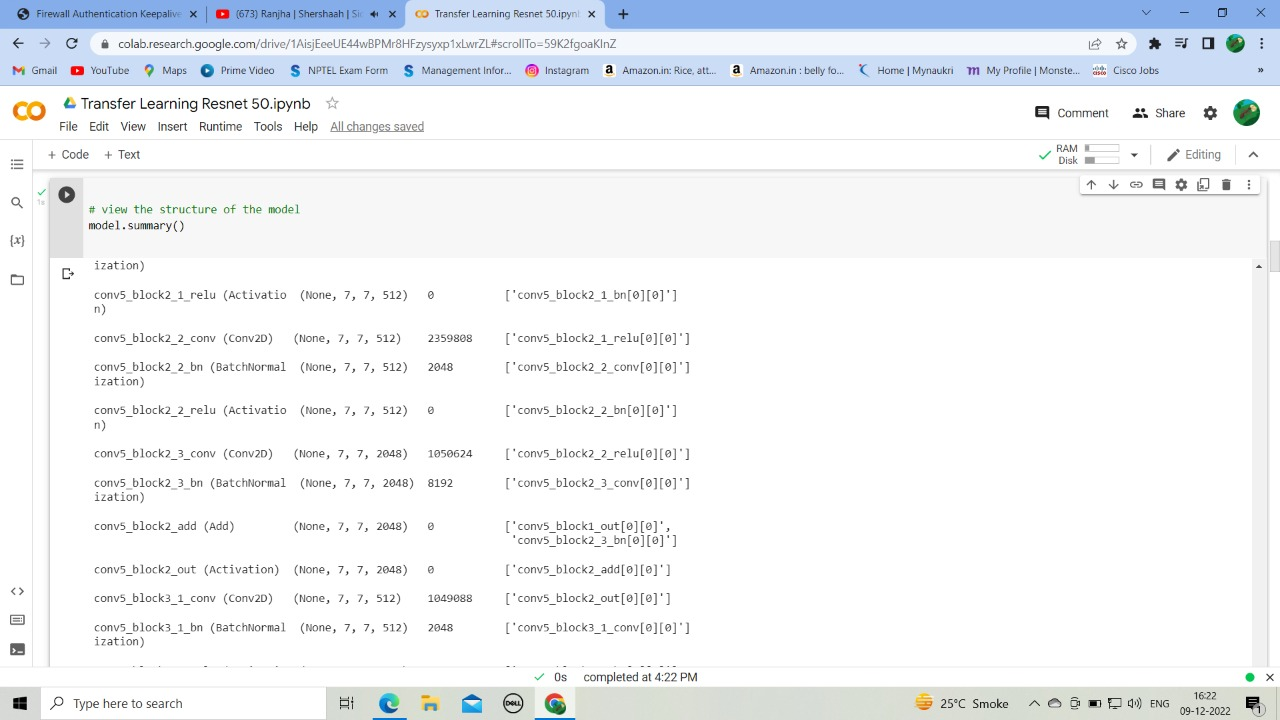 Firewall Authentication Keepalive
(673) Ranjha | Shershaah | Sid
Transfer Learning Resnet 50.ipynb
colab.research.google.com/drive/1AisjEeeUE44wBPMr8HFzysyxp1xLwrZL#scrollTo=59K2fgoaKInZ
Gmail YouTube Maps Prime Video NPTEL Exam Form Management Infor... Instagram Amazon.in: Rice, att... Amazon.in : belly fo... Home | Mynaukri My Profile | Monste... Cisco Jobs »
CO Transfer Learning Resnet 50.ipynb
Comment Share
File Edit View Insert Runtime Tools Help All changes saved
+ Code + Text RAM Disk Editing
# view the structure of the model
1s
model.summary()
{x}
ization)
conv5_block2_1_relu (Activatio (None, 7, 7, 512) 0 ['conv5_block2_1_bn[0][0]']
n)
conv5_block2_2_conv (Conv2D) (None, 7, 7, 512) 2359808 ['conv5_block2_1_relu[0][0]']
conv5_block2_2_bn (BatchNormal (None, 7, 7, 512) 2048 ['conv5_block2_2_conv[0][0]']
ization)
conv5_block2_2_relu (Activatio (None, 7, 7, 512) 0 ['conv5_block2_2_bn[0][0]']
n)
conv5_block2_3_conv (Conv2D) (None, 7, 7, 2048) 1050624 ['conv5_block2_2_relu[0][0]']
conv5_block2_3_bn (BatchNormal (None, 7, 7, 2048) 8192 ['conv5_block2_3_conv[0][0]']
ization)
conv5_block2_add (Add) (None, 7, 7, 2048) 0 ['conv5_block1_out[0][0]',
'conv5_block2_3_bn[0][0]']
conv5_block2_out (Activation) (None, 7, 7, 2048) 0 ['conv5_block2_add[0][0]']
conv5_block3_1_conv (Conv2D) (None, 7, 7, 512) 1049088 ['conv5_block2_out[0][0]']
conv5_block3_1_bn (BatchNormal (None, 7, 7, 512) 2048 ['conv5_block3_1_conv[0][0]']
ization)
0s completed at 4:22 PM
Type here to search DELL 25°C Smoke ENG 16:22
09-12-2022 1